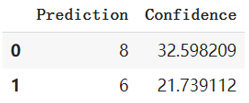 Prediction Confidence
0 8 32.598209
1 6 21.739112